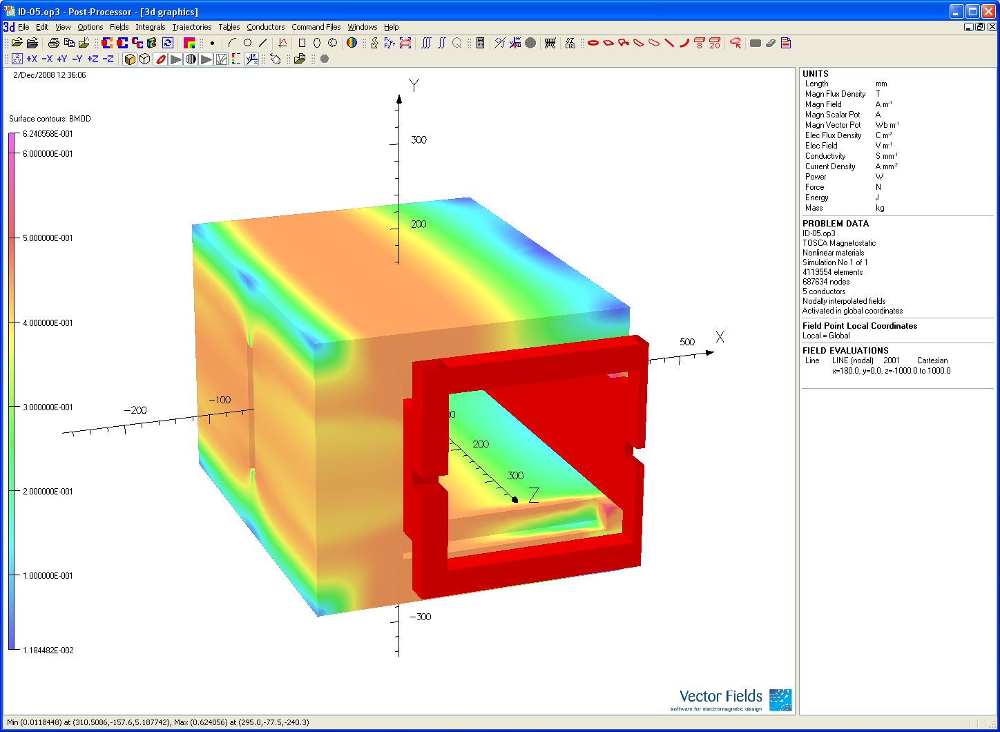 ID-05.op3 - Post-Processor - [3d graphics]
3d File Edit View Options Fields Integrals Trajectories Tables Conductors Command Files Windows Help
+X -X +Y -Y +Z -Z
2/Dec/2008 12:36:06
Surface contours: BMOD
6.240558E-001
6.000000E-001
5.000000E-001
4.000000E-001
3.000000E-001
2.000000E-001
1.000000E-001
1.184482E-002
Y
300
200
500
X
-100
-200
200
300
Z
-300
Vector Fields
software for electromagnetic design
UNITS
Length mm
Magn Flux Density T
Magn Field A m-1
Magn Scalar Pot A
Magn Vector Pot Wb m-1
Elec Flux Density C m-2
Elec Field V m-1
Conductivity S mm-1
Current Density A mm-2
Power W
Force N
Energy J
Mass kg
PROBLEM DATA
ID-05.op3
TOSCA Magnetostatic
Nonlinear materials
Simulation No 1 of 1
4119554 elements
687634 nodes
5 conductors
Nodally interpolated fields
Activated in global coordinates
Field Point Local Coordinates
Local = Global
FIELD EVALUATIONS
Line LINE (nodal) 2001 Cartesian
x=180.0, y=0.0, z=-1000.0 to 1000.0
Min (0.0118448) at (310.5086,-157.6,5.187742), Max (0.624056) at (295.0,-77.5,-240.3)